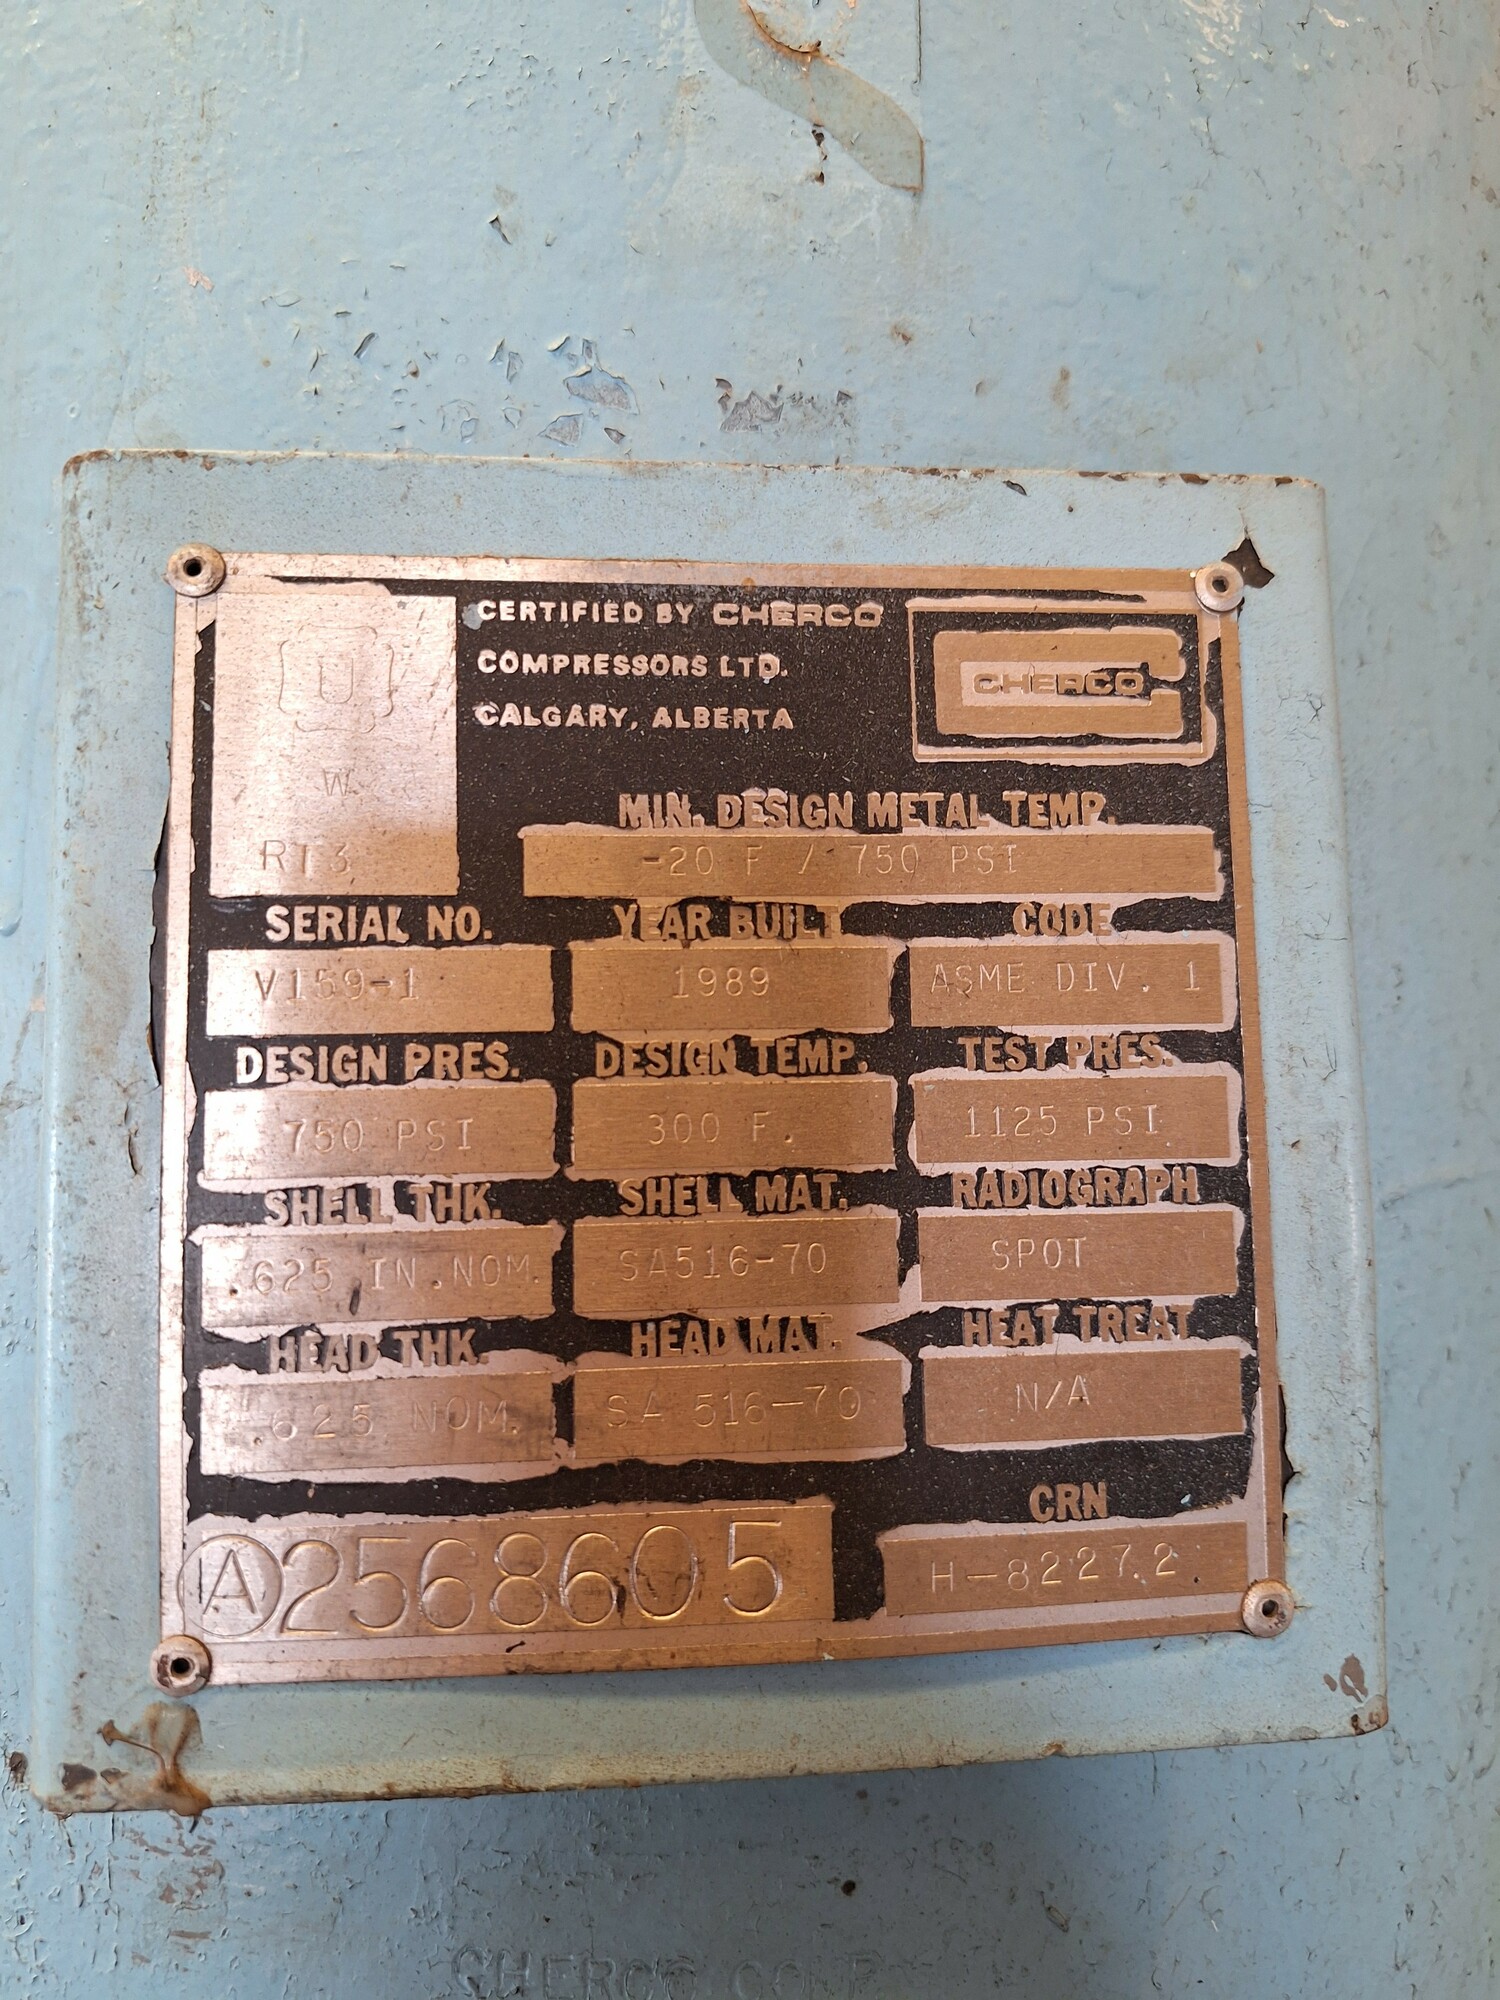 U
W
RT3
CERTIFIED BY CHERCO
COMPRESSORS LTD.
CALGARY, ALBERTA
CHERCO
MIN. DESIGN METAL TEMP.
-20 F / 750 PSI
SERIAL NO. YEAR BUILT CODE
V159-1 1989 ASME DIV. 1
DESIGN PRES. DESIGN TEMP. TEST PRES.
750 PSI 300 F. 1125 PSI
SHELL THK. SHELL MAT. RADIOGRAPH
.625 IN.NOM. SA516-70 SPOT
HEAD THK. HEAD MAT. HEAT TREAT
.625 NOM. SA 516-70 N/A
CRN
A2568605 H-8227.2
CHERCO COMP